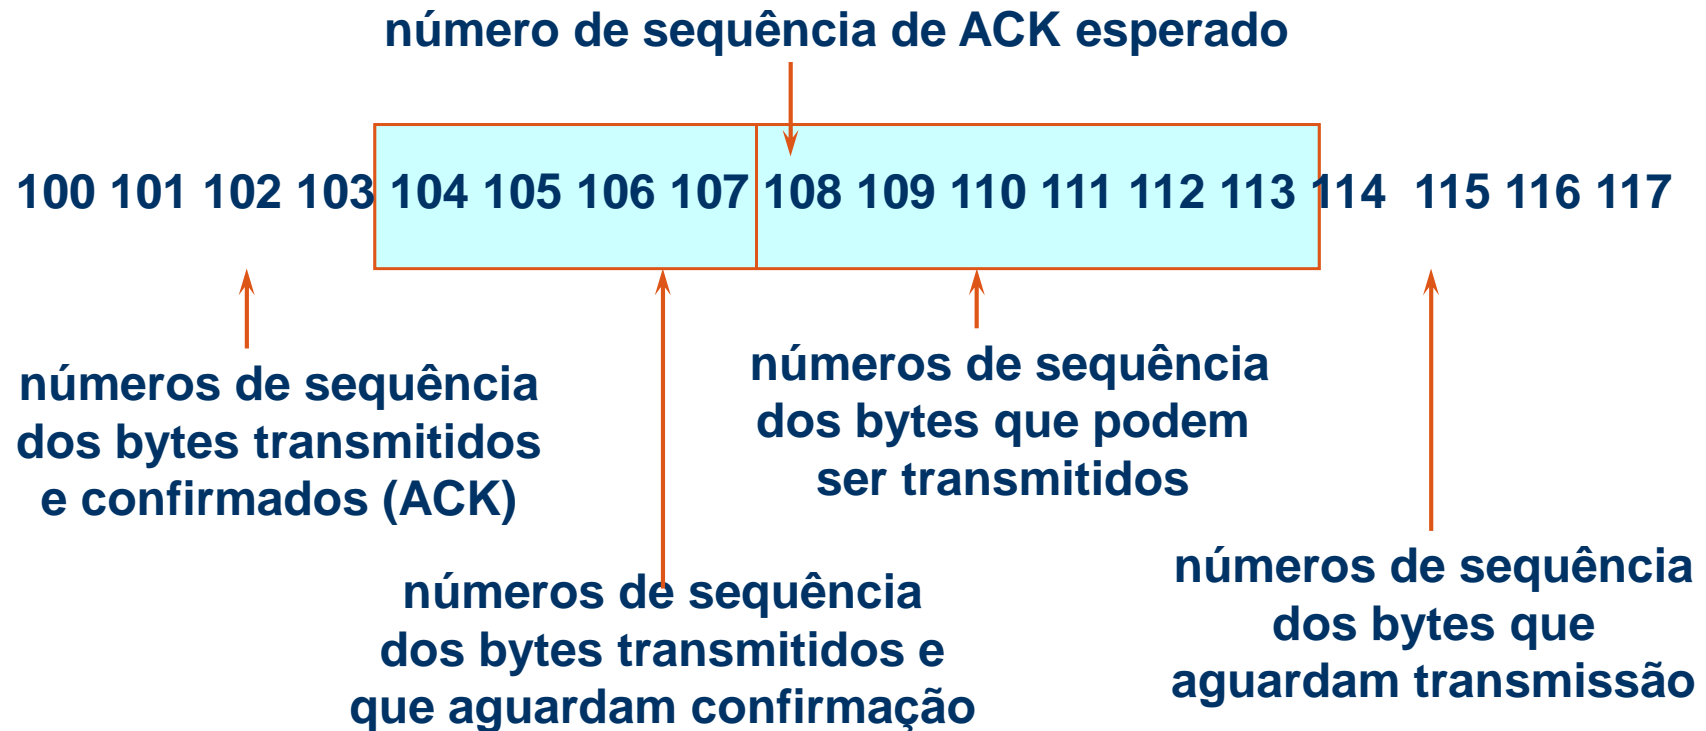 número de sequência de ACK esperado
100 101 102 103 104 105 106 107 108 109 110 111 112 113 114 115 116 117
números de sequência
dos bytes transmitidos
e confirmados (ACK)
números de sequência
dos bytes transmitidos e
que aguardam confirmação
números de sequência
dos bytes que podem
ser transmitidos
números de sequência
dos bytes que
aguardam transmissão